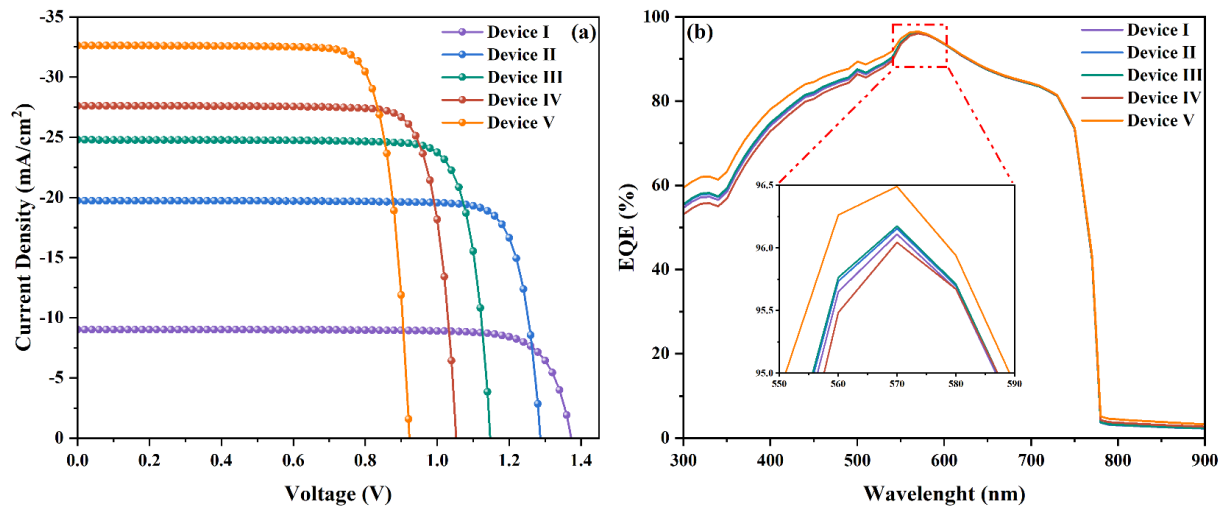 -35
-30
-25
-20
-15
-10
-5
0
0.0 0.2 0.4 0.6 0.8 1.0 1.2 1.4
Current Density (mA/cm²)
Voltage (V)
(a)
Device I
Device II
Device III
Device IV
Device V
100
80
60
40
20
0
300 400 500 600 700 800 900
EQE (%)
Wavelenght (nm)
(b)
Device I
Device II
Device III
Device IV
Device V
96.5
96.0
95.5
95.0
550 560 570 580 590